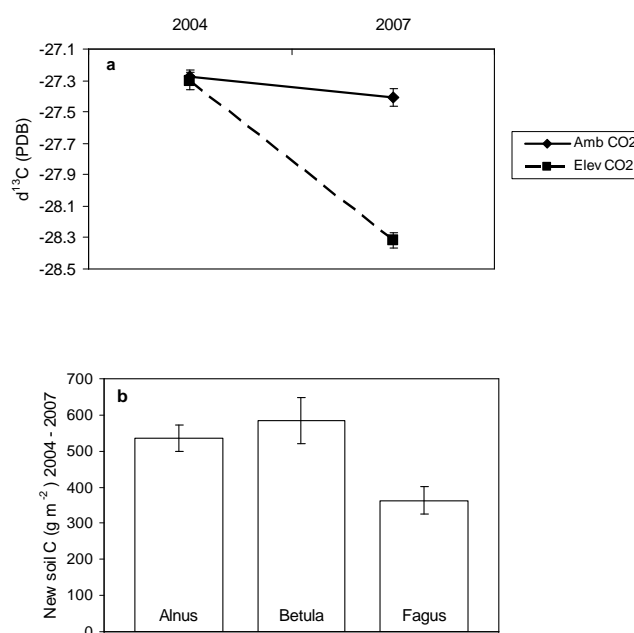 2004 2007
a
-27.1
-27.3
-27.5
-27.7
-27.9
-28.1
-28.3
-28.5
d¹³C (PDB)
Amb CO2
Elev CO2
b
700
600
500
400
300
200
100
0
New soil C (g m⁻²) 2004 - 2007
Alnus Betula Fagus